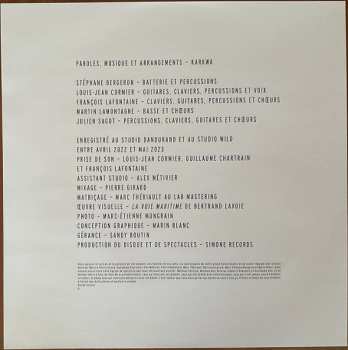 PAROLES, MUSIQUE ET ARRANGEMENTS – KARKWA
STÉPHANE BERGERON – BATTERIE ET PERCUSSIONS
LOUIS-JEAN CORMIER – GUITARES, CLAVIERS, PERCUSSIONS ET VOIX
FRANÇOIS LAFONTAINE – CLAVIERS, GUITARES, PERCUSSIONS ET CHŒURS
MARTIN LAMONTAGNE – BASSE ET CHŒURS
JULIEN SAGOT – PERCUSSIONS, CLAVIERS, GUITARES ET CHŒURS
ENREGISTRÉ AU STUDIO DANDURAND ET AU STUDIO WILD
ENTRE AVRIL 2022 ET MAI 2023
PRISE DE SON – LOUIS-JEAN CORMIER, GUILLAUME CHARTRAIN
ET FRANÇOIS LAFONTAINE
ASSISTANT STUDIO – ALEX MÉTIVIER
MIXAGE – PIERRE GIRARD
MATRIÇAGE – MARC THÉRIAULT AU LAB MASTERING
ŒUVRE VISUELLE – LA VOIE MARITIME DE BERTRAND LAVOIE
PHOTO – MARC-ÉTIENNE MONGRAIN
CONCEPTION GRAPHIQUE – MARIN BLANC
GÉRANCE – SANDY BOUTIN
PRODUCTION DU DISQUE ET DE SPECTACLES – SIMONE RECORDS